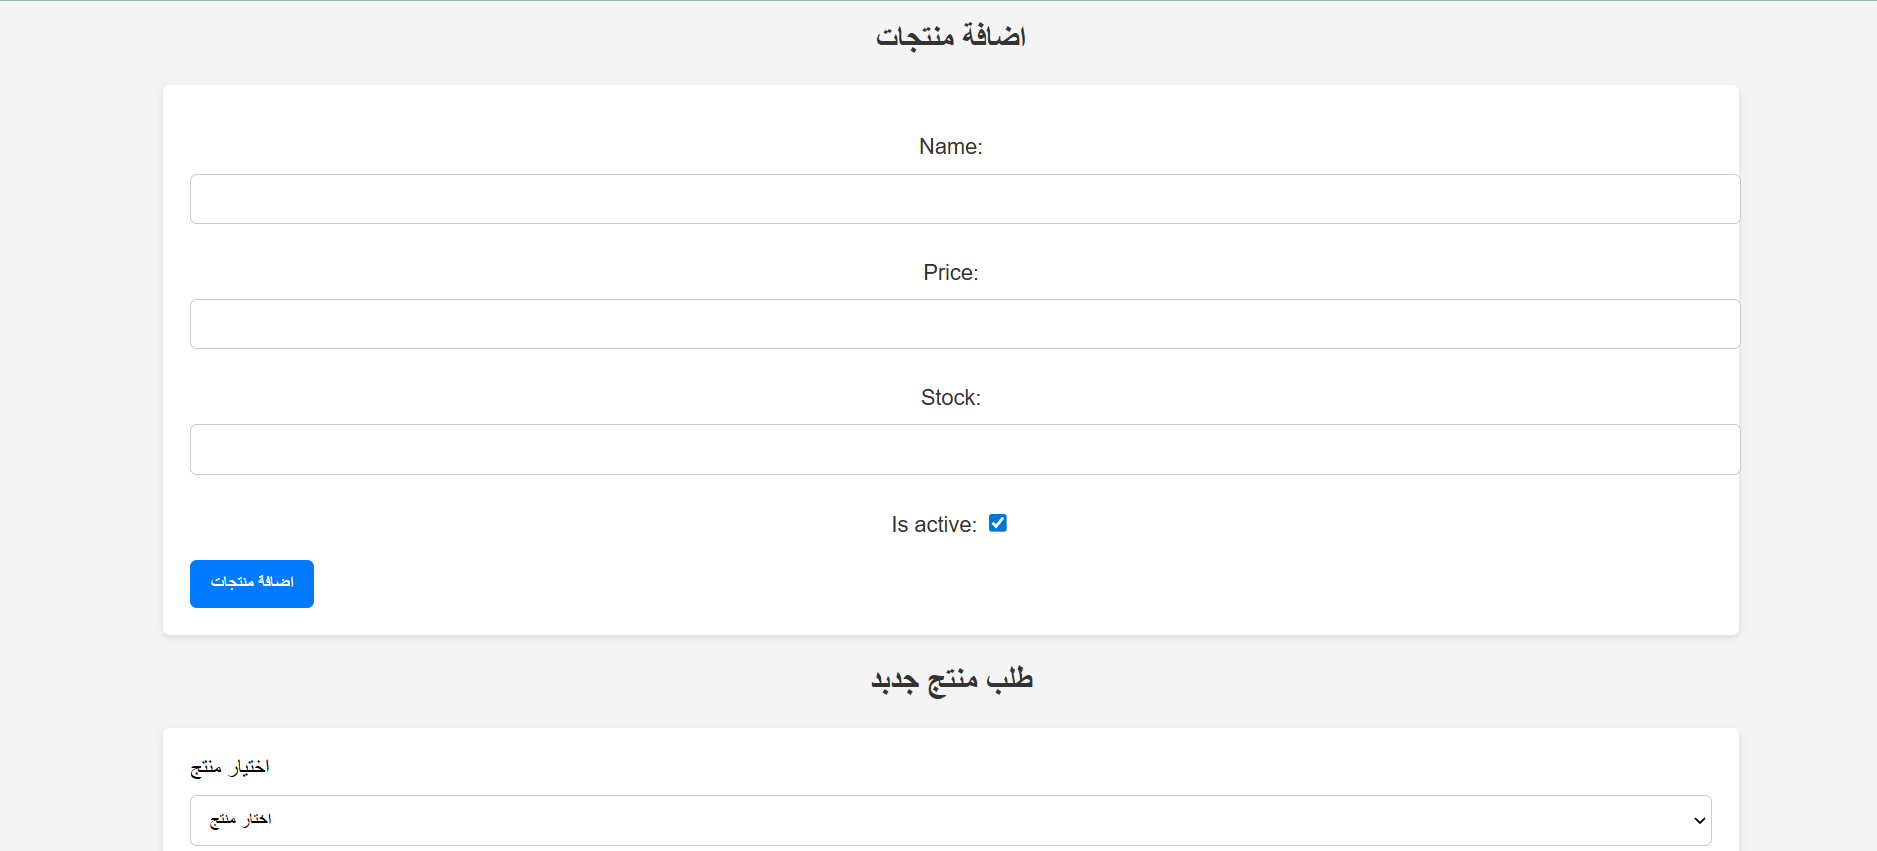 اضافة منتجات
Name:
Price:
Stock:
Is active:
اضافة منتجات
طلب منتج جدبد
اختيار منتج
اختار منتج